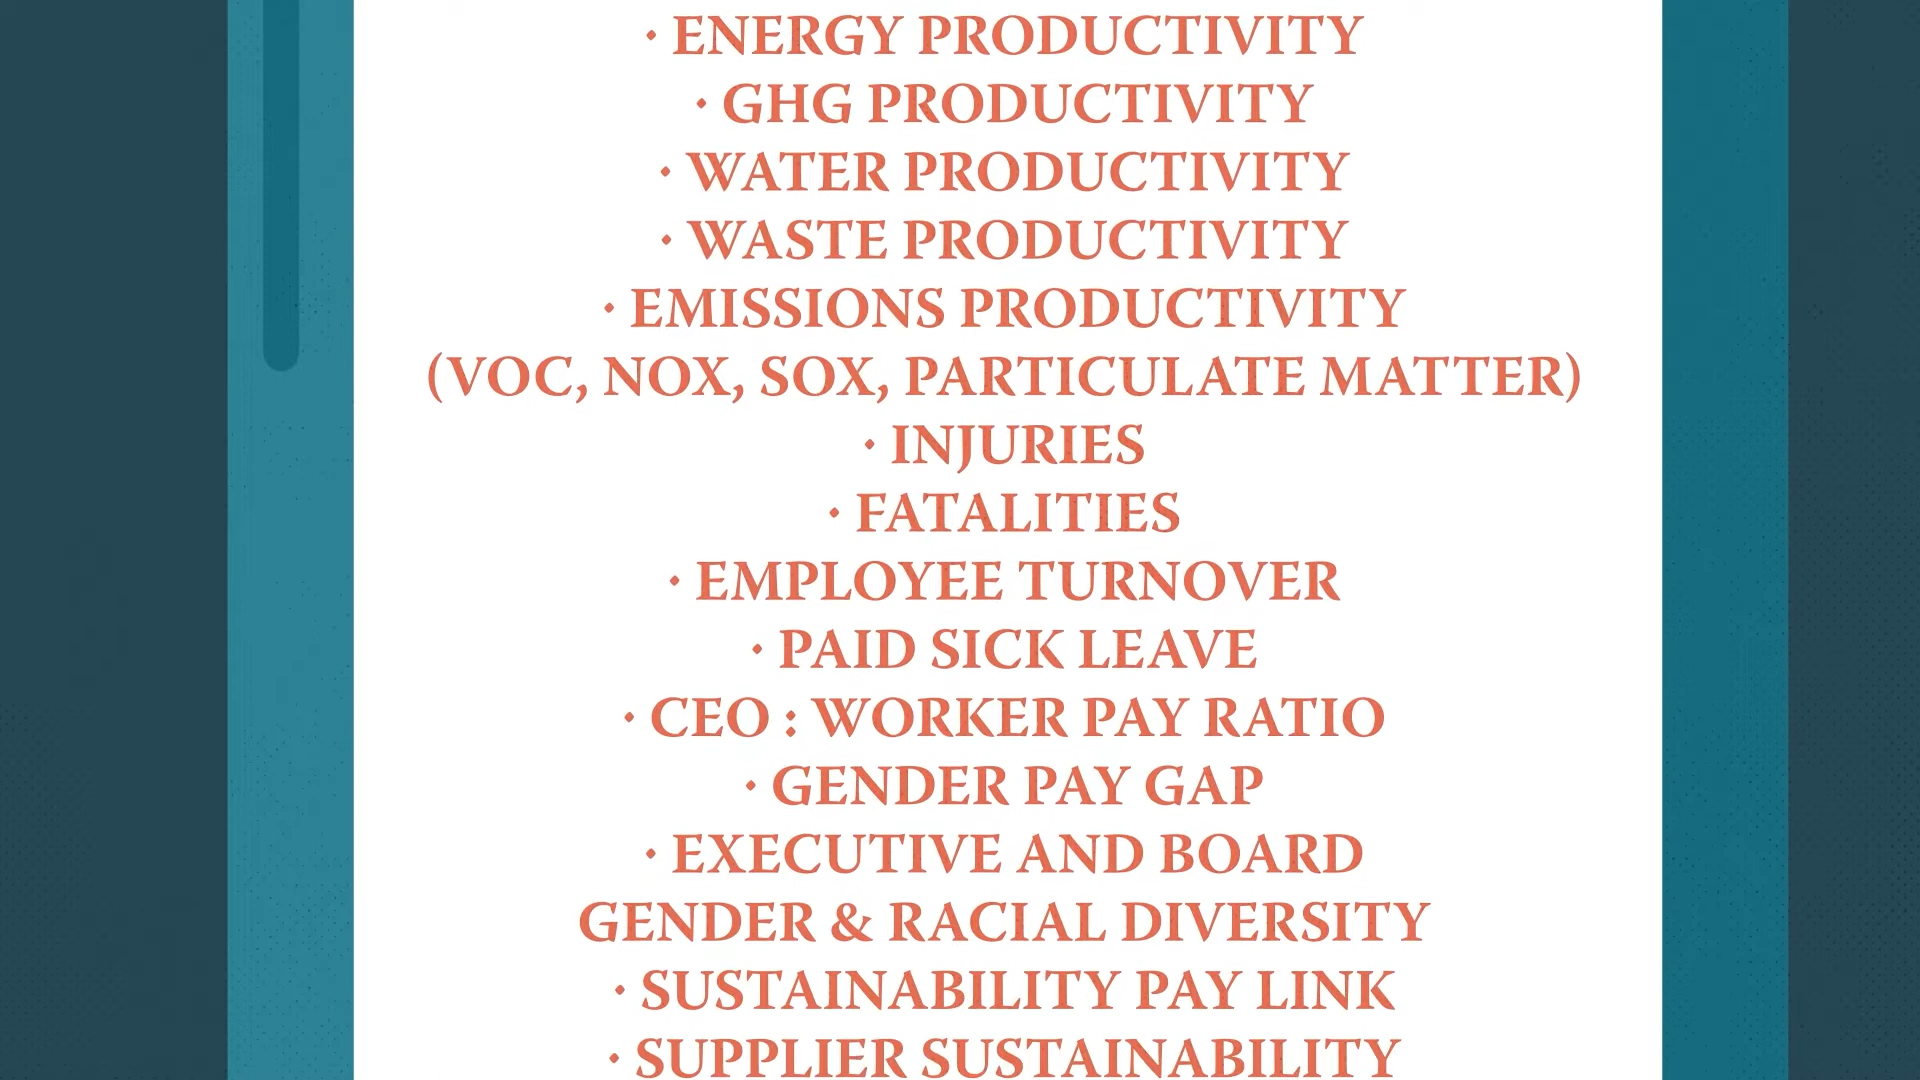 · ENERGY PRODUCTIVITY
· GHG PRODUCTIVITY
· WATER PRODUCTIVITY
· WASTE PRODUCTIVITY
· EMISSIONS PRODUCTIVITY
(VOC, NOX, SOX, PARTICULATE MATTER)
· INJURIES
· FATALITIES
· EMPLOYEE TURNOVER
· PAID SICK LEAVE
· CEO : WORKER PAY RATIO
· GENDER PAY GAP
· EXECUTIVE AND BOARD
GENDER & RACIAL DIVERSITY
· SUSTAINABILITY PAY LINK
· SUPPLIER SUSTAINABILITY